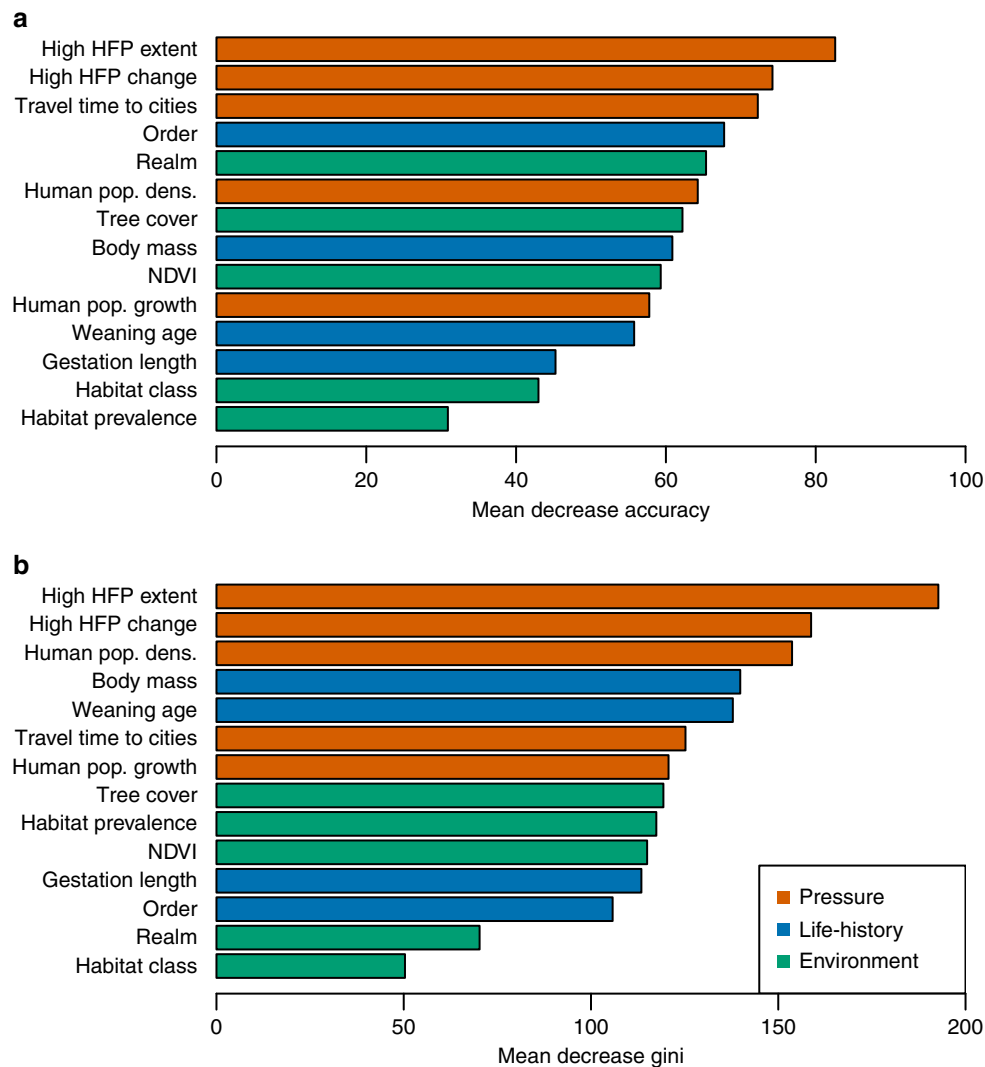 a
High HFP extent
High HFP change
Travel time to cities
Order
Realm
Human pop. dens.
Tree cover
Body mass
NDVI
Human pop. growth
Weaning age
Gestation length
Habitat class
Habitat prevalence
0 20 40 60 80 100
Mean decrease accuracy
b
High HFP extent
High HFP change
Human pop. dens.
Body mass
Weaning age
Travel time to cities
Human pop. growth
Tree cover
Habitat prevalence
NDVI
Gestation length
Order
Realm
Habitat class
Pressure
Life-history
Environment
0 50 100 150 200
Mean decrease gini